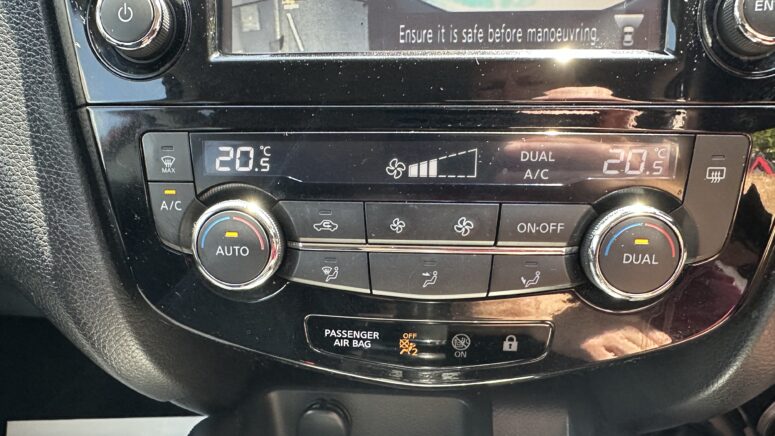 EN
Ensure it is safe before manoeuvring.
MAX
20.5 °C
DUAL
A/C
20.5 °C
A/C
AUTO
ON·OFF
DUAL
PASSENGER
AIR BAG
OFF
2
ON